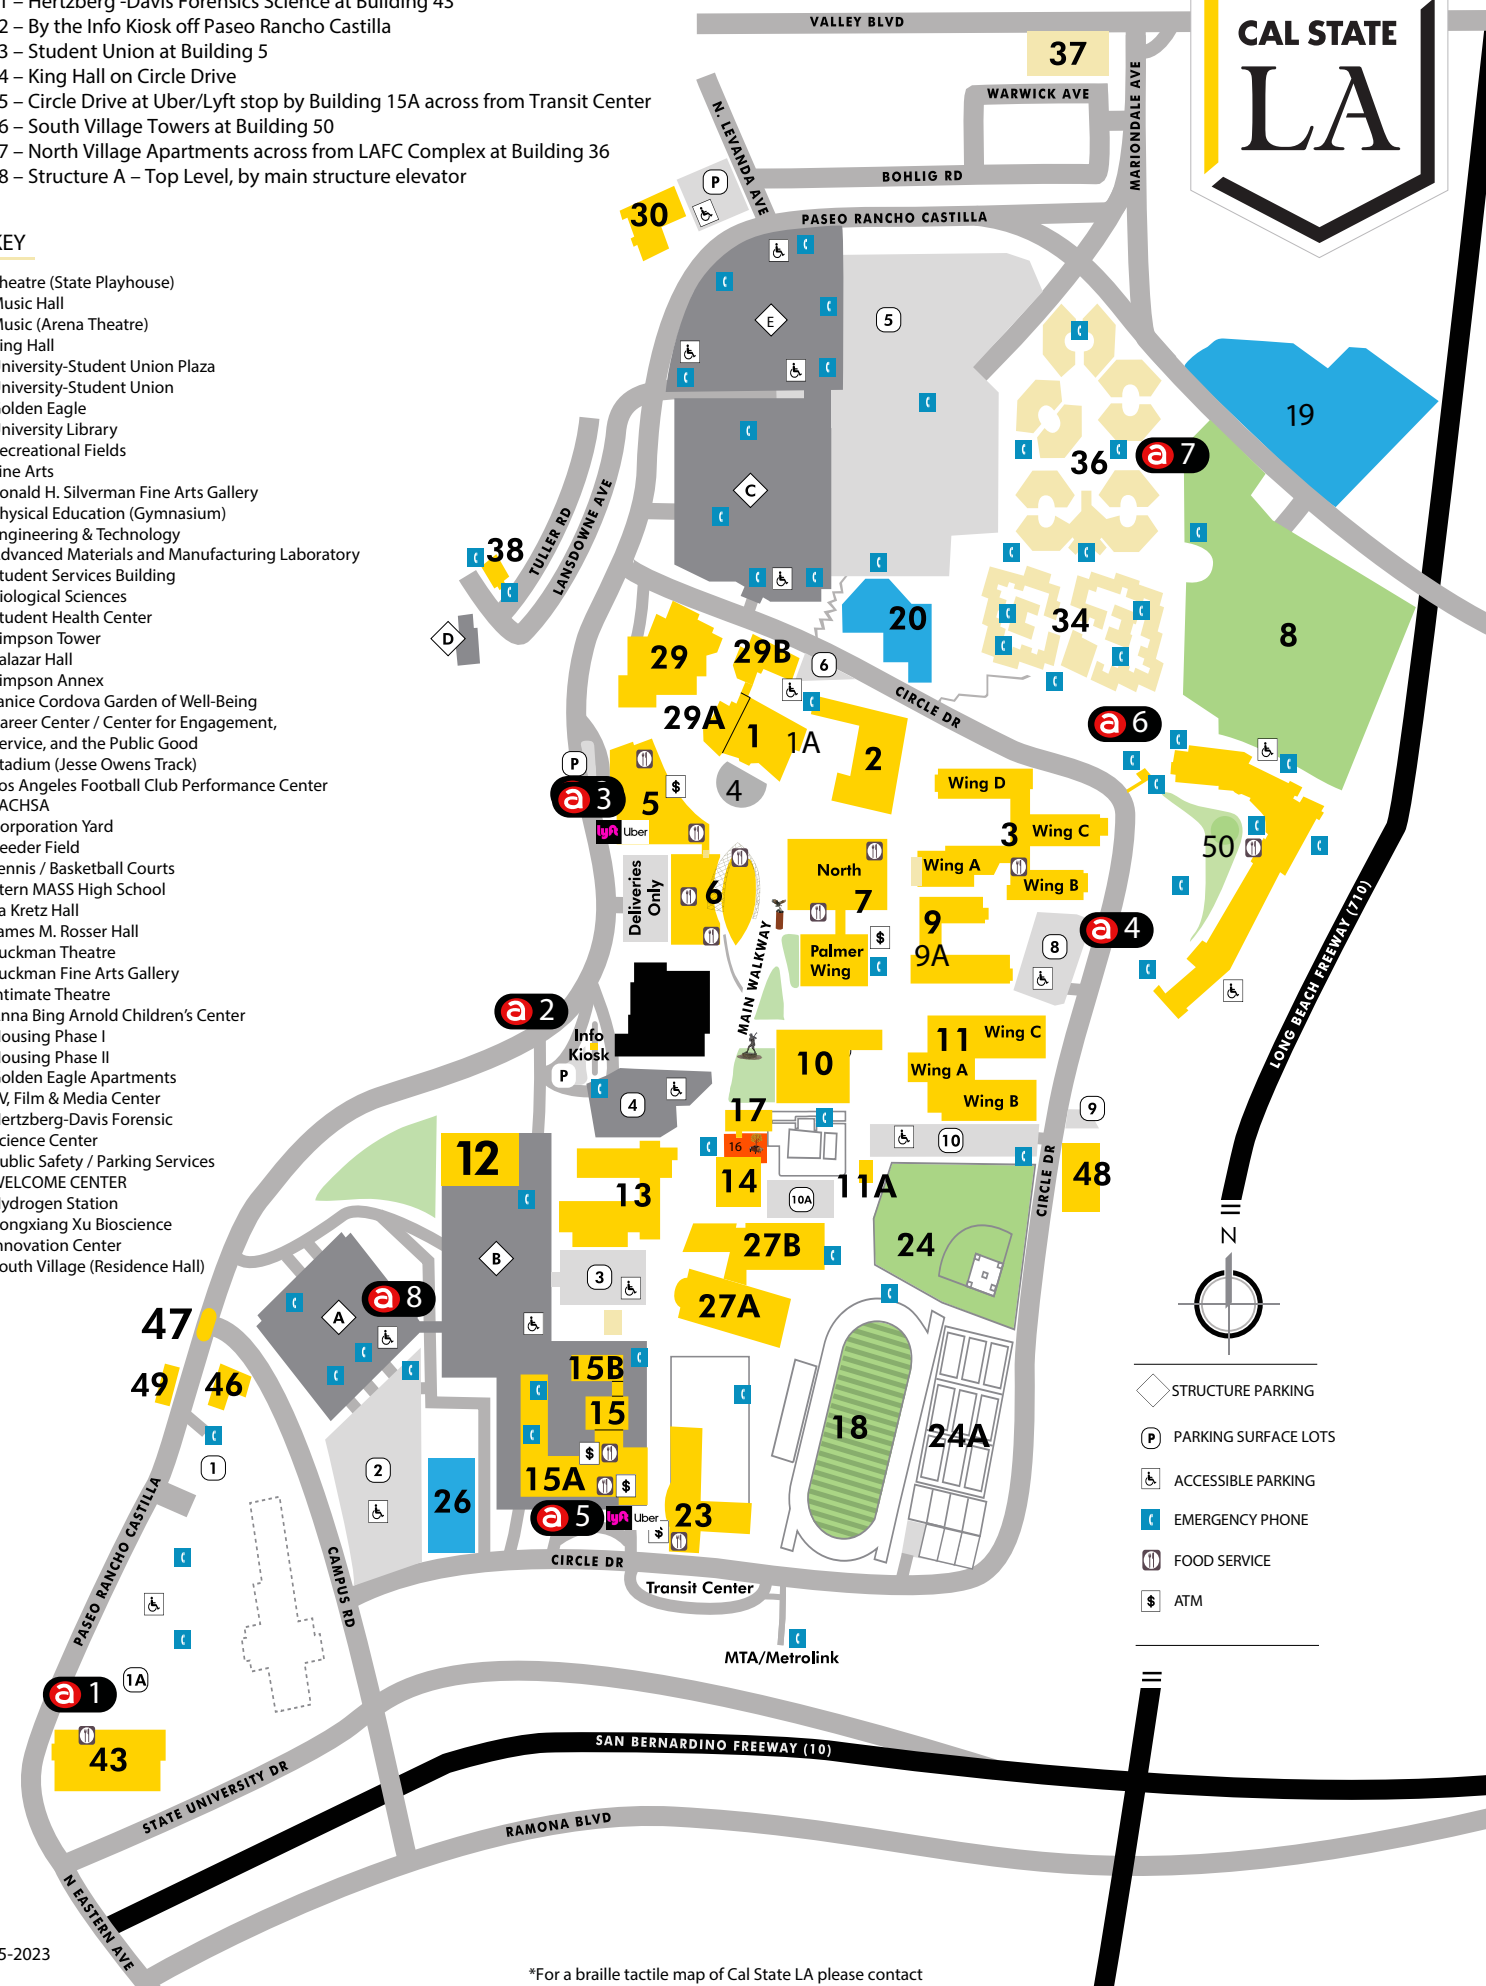 1 – Hertzberg -Davis Forensics Science at Building 43
2 – By the Info Kiosk off Paseo Rancho Castilla
3 – Student Union at Building 5
4 – King Hall on Circle Drive
5 – Circle Drive at Uber/Lyft stop by Building 15A across from Transit Center
6 – South Village Towers at Building 50
7 – North Village Apartments across from LAFC Complex at Building 36
8 – Structure A – Top Level, by main structure elevator
KEY
heatre (State Playhouse)
usic Hall
usic (Arena Theatre)
ing Hall
niversity-Student Union Plaza
niversity-Student Union
olden Eagle
niversity Library
ecreational Fields
ine Arts
onald H. Silverman Fine Arts Gallery
hysical Education (Gymnasium)
ngineering & Technology
dvanced Materials and Manufacturing Laboratory
tudent Services Building
iological Sciences
tudent Health Center
impson Tower
alazar Hall
impson Annex
anice Cordova Garden of Well-Being
areer Center / Center for Engagement,
ervice, and the Public Good
tadium (Jesse Owens Track)
os Angeles Football Club Performance Center
ACHSA
orporation Yard
eeder Field
ennis / Basketball Courts
tern MASS High School
a Kretz Hall
ames M. Rosser Hall
uckman Theatre
uckman Fine Arts Gallery
ntimate Theatre
nna Bing Arnold Children's Center
ousing Phase I
ousing Phase II
olden Eagle Apartments
V, Film & Media Center
ertzberg-Davis Forensic
cience Center
ublic Safety / Parking Services
WELCOME CENTER
ydrogen Station
ongxiang Xu Bioscience
nnovation Center
outh Village (Residence Hall)
5-2023
VALLEY BLVD
CAL STATE
LA
37
WARWICK AVE
MARIONDALE AVE
N. LEVANDA AVE
BOHLIG RD
P
30
PASEO RANCHO CASTILLA
E
5
19
36
a 7
C
TULLER RD
LANSDOWNE AVE
38
D
20
34
8
29
29B
6
CIRCLE DR
29A
1
1A
2
a 6
P
a 3
5
$
4
lyft Uber
Wing D
3
Wing C
Wing A
Wing B
50
Deliveries
Only
6
North
7
9
9A
a 4
8
MAIN WALKWAY
Palmer
Wing
$
LONG BEACH FREEWAY (710)
a 2
Info
Kiosk
P
4
10
11
Wing C
Wing A
Wing B
9
17
16
14
10
10A
11A
48
CIRCLE DR
12
13
B
3
27B
27A
24
N
A
a 8
47
49
46
1
2
26
15B
15
15A
$
$
a 5
lyft Uber
$
23
18
24A
STRUCTURE PARKING
P PARKING SURFACE LOTS
ACCESSIBLE PARKING
EMERGENCY PHONE
FOOD SERVICE
$ ATM
PASEO RANCHO CASTILLA
CAMPUS RD
CIRCLE DR
Transit Center
MTA/Metrolink
a 1
1A
43
STATE UNIVERSITY DR
SAN BERNARDINO FREEWAY (10)
RAMONA BLVD
N EASTERN AVE
*For a braille tactile map of Cal State LA please contact